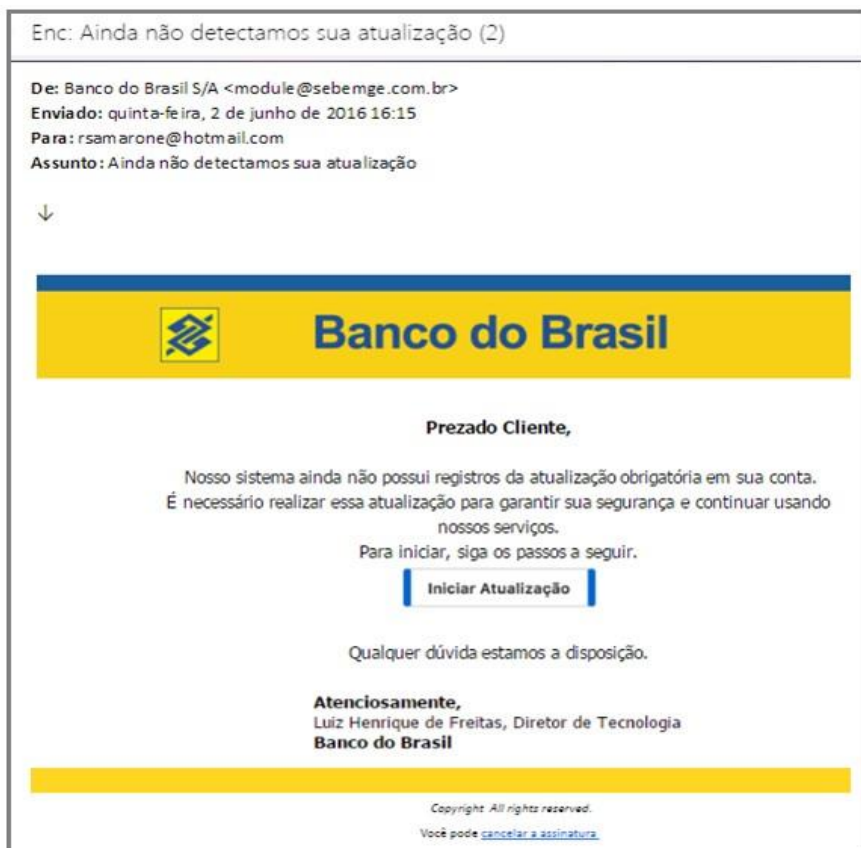 Enc: Ainda não detectamos sua atualização (2)
De: Banco do Brasil S/A <module@sebemge.com.br>
Enviado: quinta-feira, 2 de junho de 2016 16:15
Para: rsamarone@hotmail.com
Assunto: Ainda não detectamos sua atualização
Banco do Brasil
Prezado Cliente,
Nosso sistema ainda não possui registros da atualização obrigatória em sua conta.
É necessário realizar essa atualização para garantir sua segurança e continuar usando
nossos serviços.
Para iniciar, siga os passos a seguir.
Iniciar Atualização
Qualquer dúvida estamos a disposição.
Atenciosamente,
Luiz Henrique de Freitas, Diretor de Tecnologia
Banco do Brasil
Copyright All rights reserved.
Você pode cancelar a assinatura